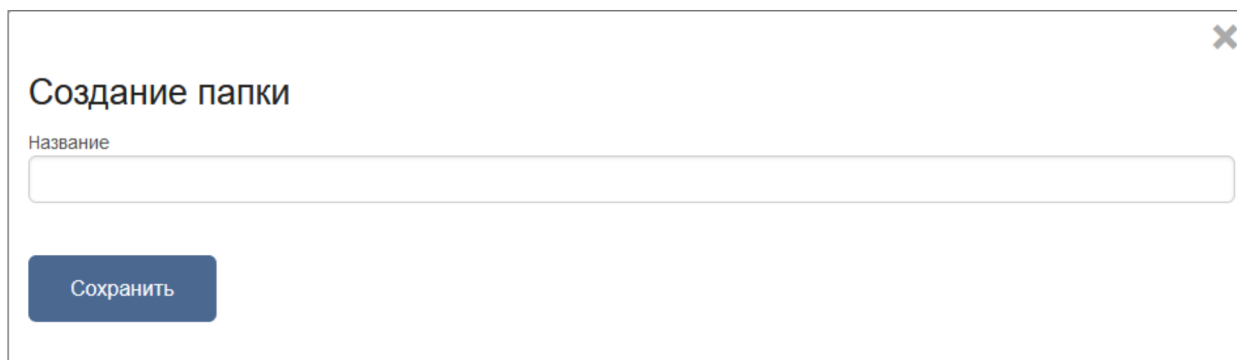 Создание папки
Название
Сохранить